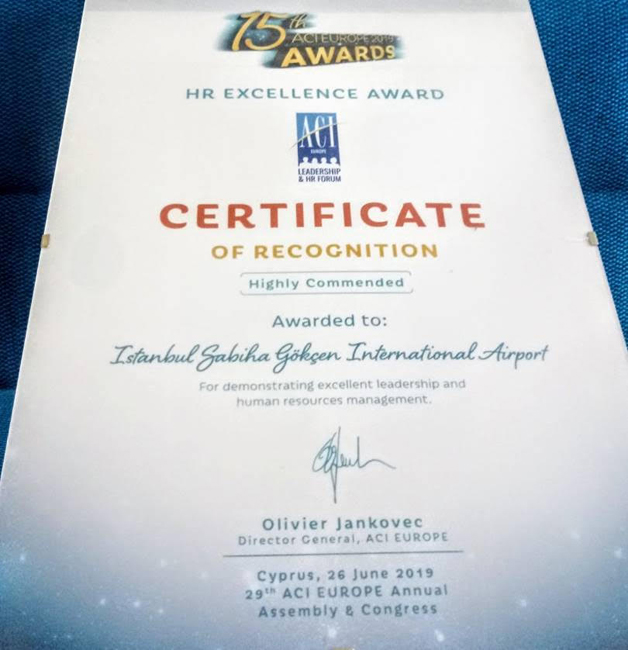 15th
ACI EUROPE 2019
AWARDS
HR EXCELLENCE AWARD
ACI
EUROPE
LEADERSHIP
& HR FORUM
CERTIFICATE
OF RECOGNITION
Highly Commended
Awarded to:
Istanbul Sabiha Gökçen International Airport
For demonstrating excellent leadership and
human resources management.
Olivier Jankovec
Director General, ACI EUROPE
Cyprus, 26 June 2019
29th ACI EUROPE Annual
Assembly & Congress